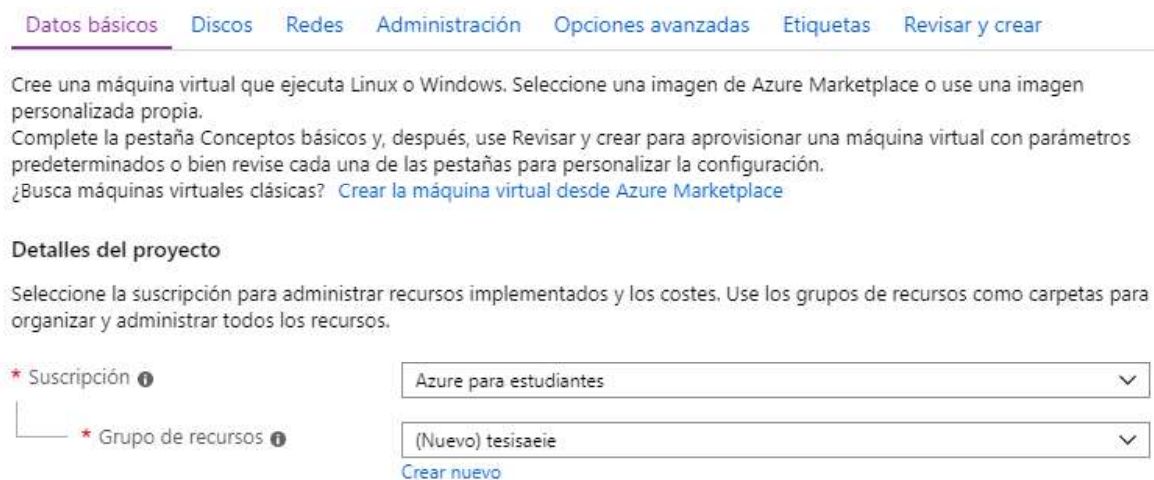 Datos básicos Discos Redes Administración Opciones avanzadas Etiquetas Revisar y crear
Cree una máquina virtual que ejecuta Linux o Windows. Seleccione una imagen de Azure Marketplace o use una imagen
personalizada propia.
Complete la pestaña Conceptos básicos y, después, use Revisar y crear para aprovisionar una máquina virtual con parámetros
predeterminados o bien revise cada una de las pestañas para personalizar la configuración.
¿Busca máquinas virtuales clásicas? Crear la máquina virtual desde Azure Marketplace
Detalles del proyecto
Seleccione la suscripción para administrar recursos implementados y los costes. Use los grupos de recursos como carpetas para
organizar y administrar todos los recursos.
* Suscripción Azure para estudiantes
* Grupo de recursos (Nuevo) tesisaeie
Crear nuevo